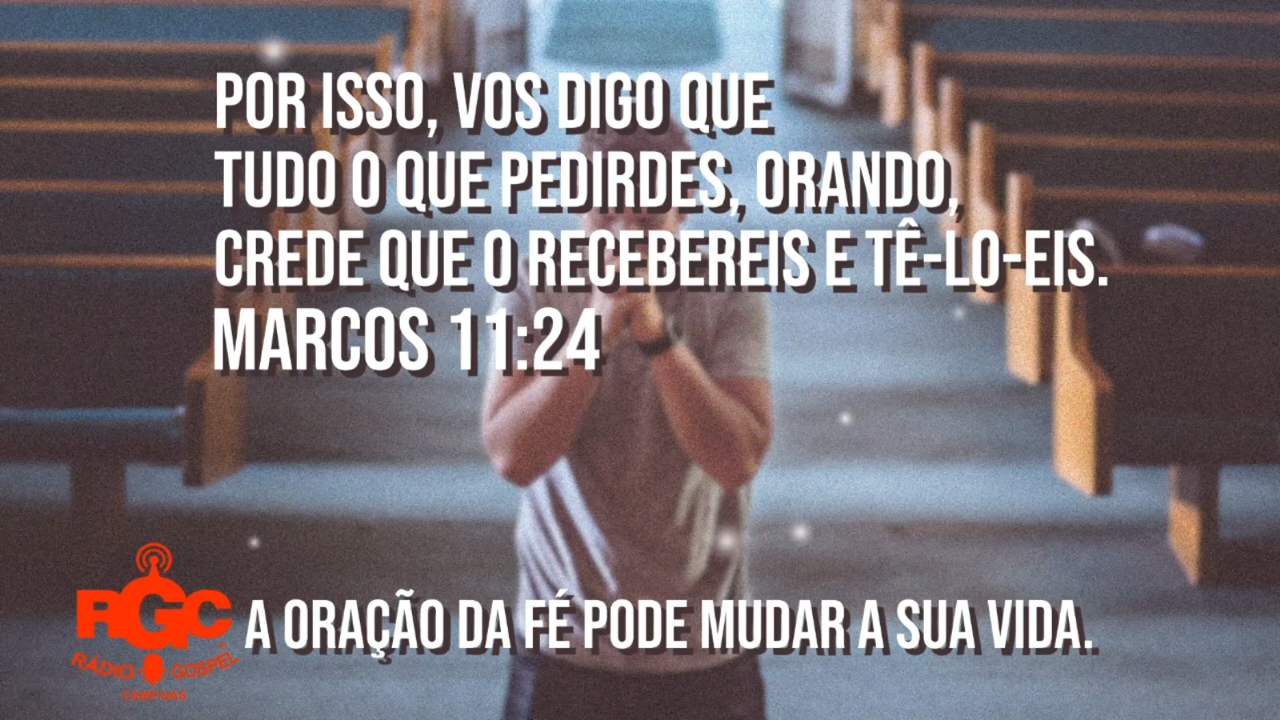 POR ISSO, VOS DIGO QUE
TUDO O QUE PEDIRDES, ORANDO,
CREDE QUE O RECEBEREIS E TÊ-LO-EIS.
MARCOS 11:24
RGC
RÁDIO GOSPEL
CAMPINAS
A ORAÇÃO DA FÉ PODE MUDAR A SUA VIDA.